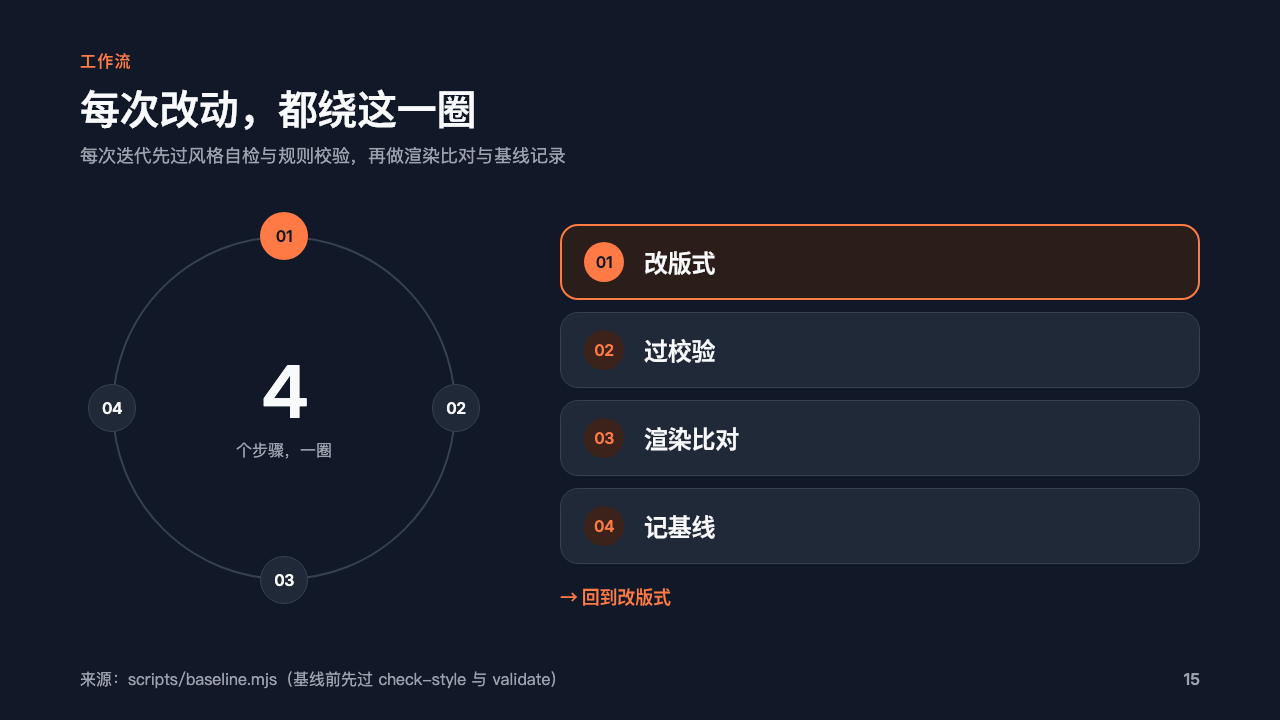 工作流
每次改动，都绕这一圈
每次迭代先过风格自检与规则校验，再做渲染比对与基线记录
01
04
4
个步骤，一圈
02
03
01 改版式
02 过校验
03 渲染比对
04 记基线
→ 回到改版式
来源：scripts/baseline.mjs（基线前先过 check-style 与 validate）
15